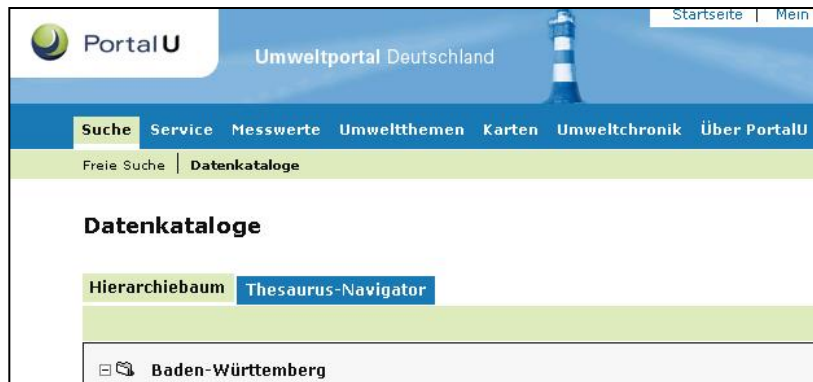 Startseite | Mein
PortalU
Umweltportal Deutschland
Suche Service Messwerte Umweltthemen Karten Umweltchronik Über PortalU
Freie Suche | Datenkataloge
Datenkataloge
Hierarchiebaum Thesaurus-Navigator
Baden-Württemberg